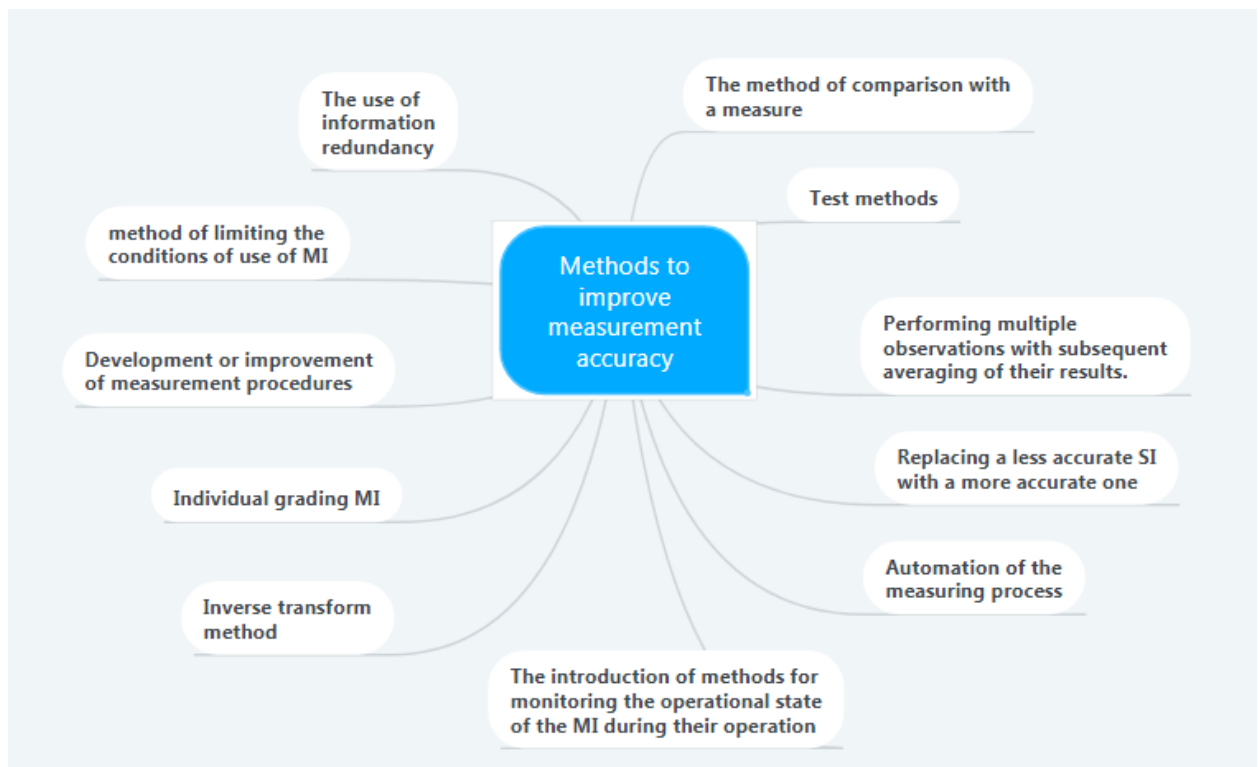 Methods to
improve
measurement
accuracy
The method of comparison with
a measure
Test methods
Performing multiple
observations with subsequent
averaging of their results.
Replacing a less accurate SI
with a more accurate one
Automation of the
measuring process
The introduction of methods for
monitoring the operational state
of the MI during their operation
Inverse transform
method
Individual grading MI
Development or improvement
of measurement procedures
method of limiting the
conditions of use of MI
The use of
information
redundancy